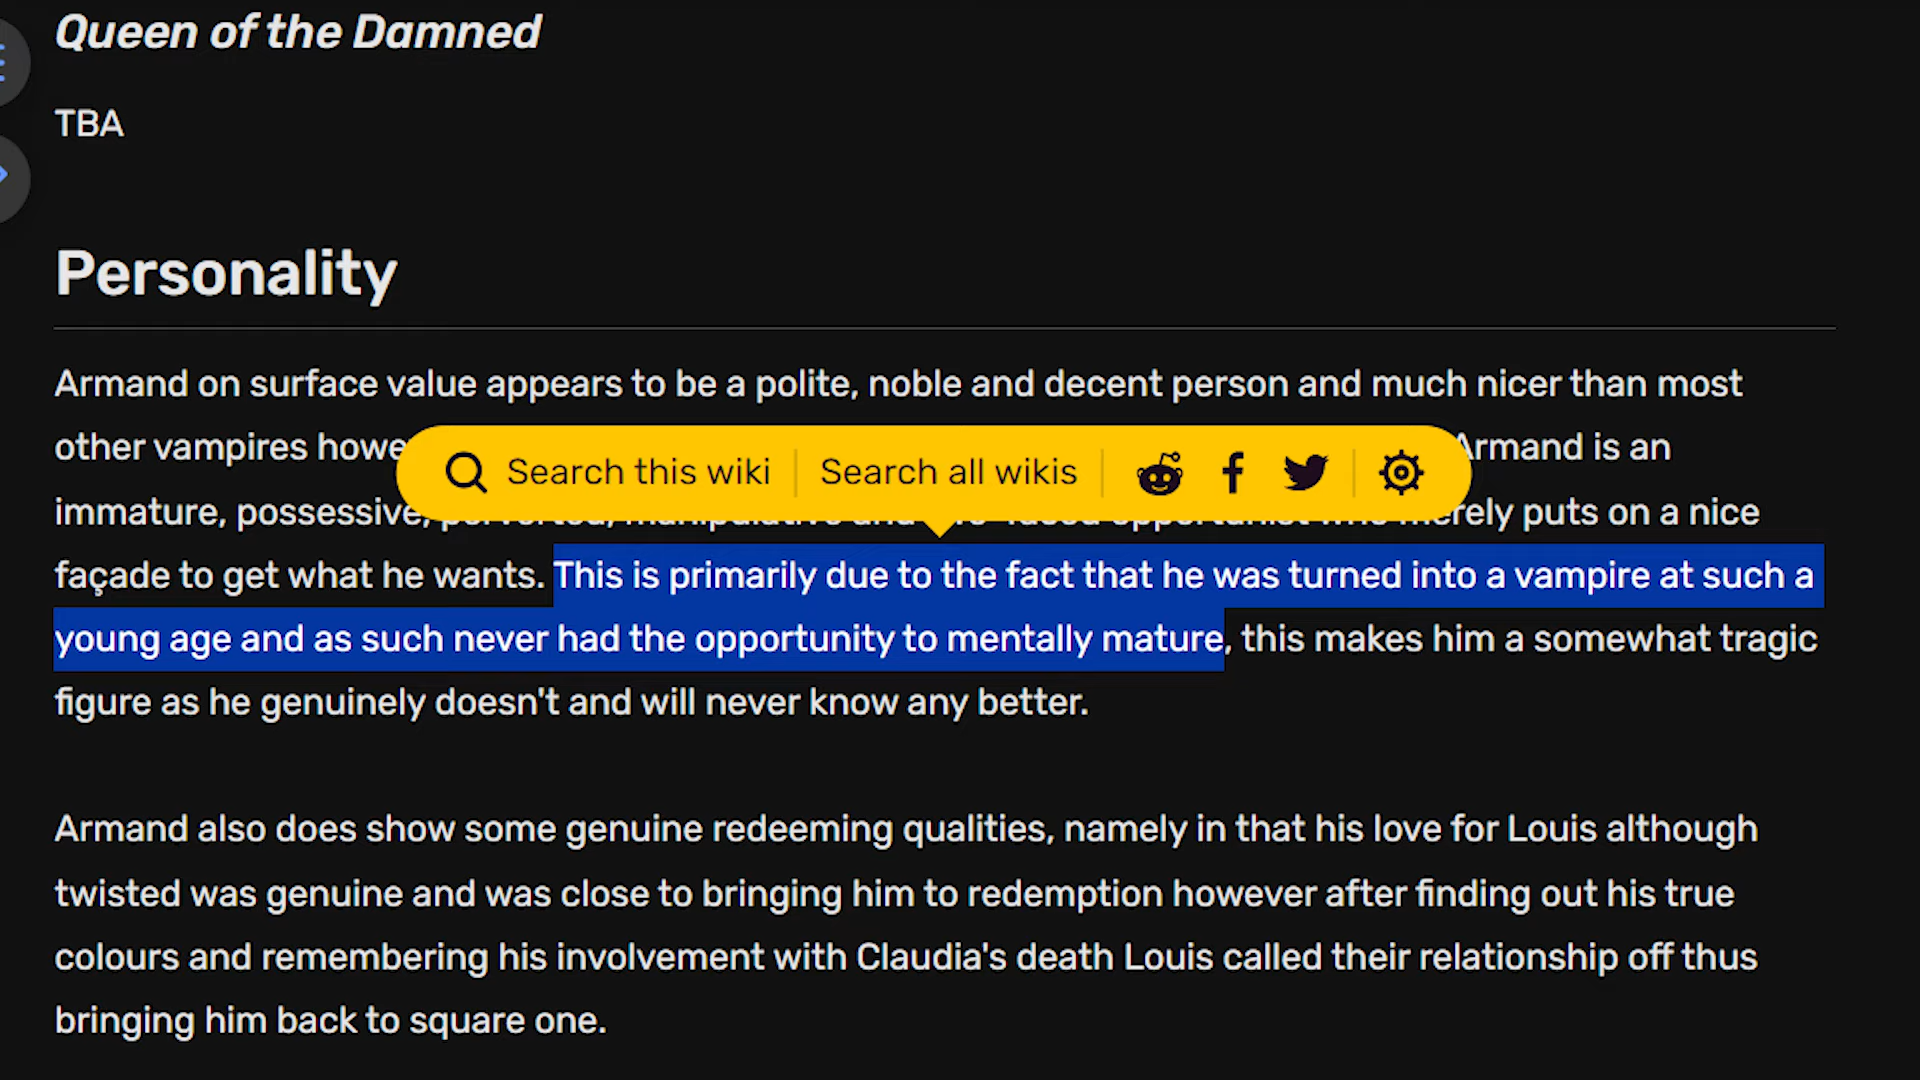 Queen of the Damned
TBA
Personality
Armand on surface value appears to be a polite, noble and decent person and much nicer than most
other vampires Armand is an
Search this wiki Search all wikis
immature, possessive, puts on a nice
façade to get what he wants. This is primarily due to the fact that he was turned into a vampire at such a
young age and as such never had the opportunity to mentally mature, this makes him a somewhat tragic
figure as he genuinely doesn't and will never know any better.
Armand also does show some genuine redeeming qualities, namely in that his love for Louis although
twisted was genuine and was close to bringing him to redemption however after finding out his true
colours and remembering his involvement with Claudia's death Louis called their relationship off thus
bringing him back to square one.